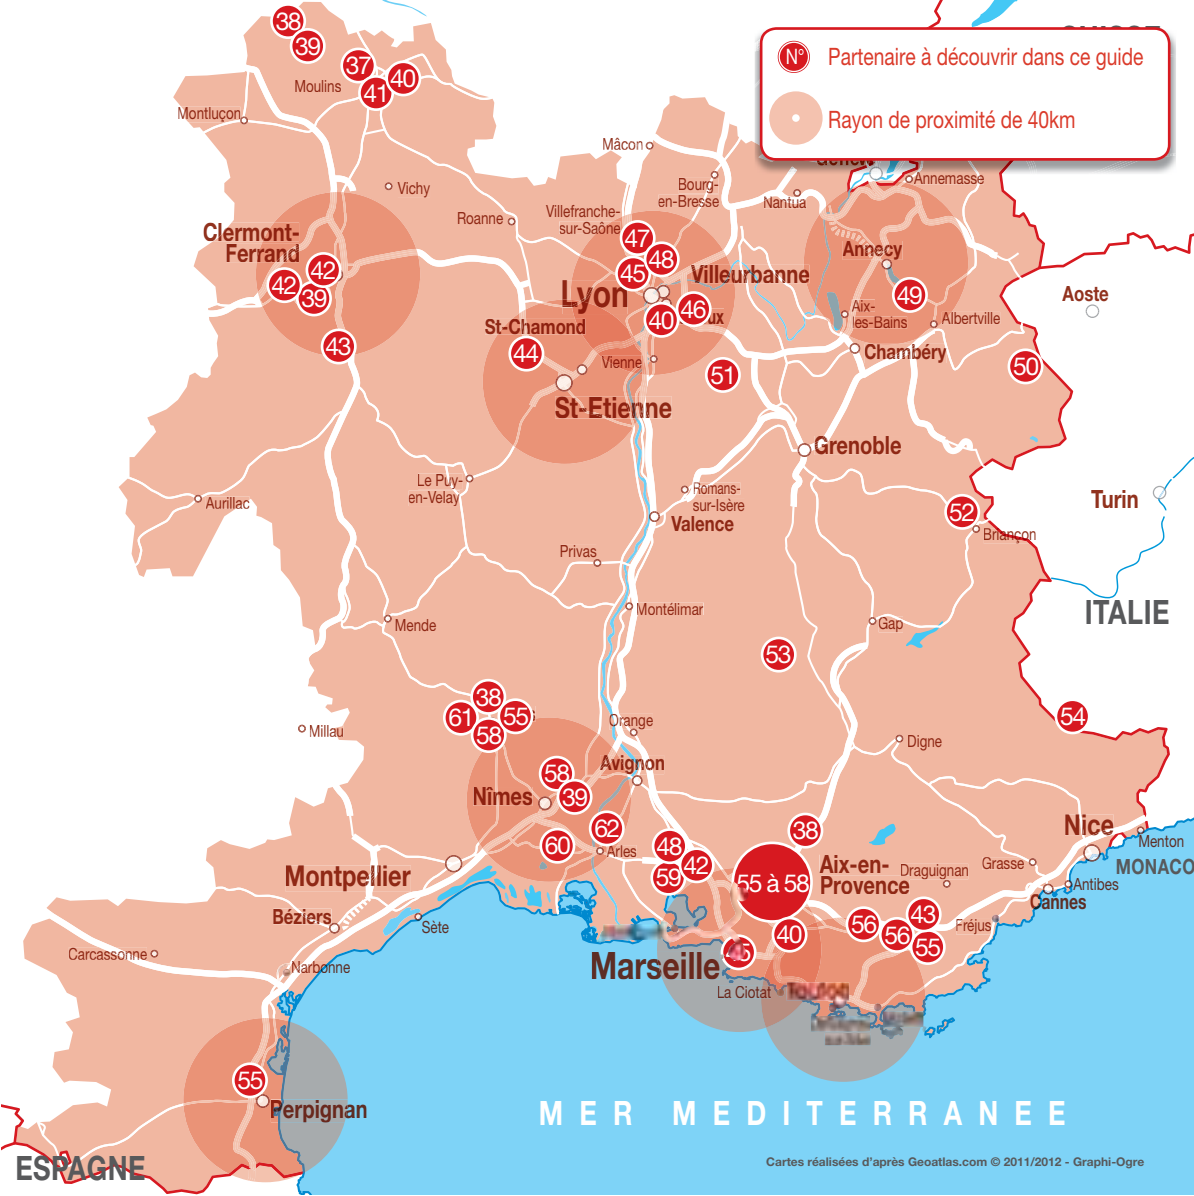 38
39
37
40
41
Moulins
Montluçon
N°
Partenaire à découvrir dans ce guide
Rayon de proximité de 40km
Mâcon
Annemasse
Vichy
Bourg-
en-Bresse
Nantua
Roanne
Villefranche-
sur-Saône
Clermont-
Ferrand
42
42
39
43
47
48
45
Lyon
Villeurbanne
46
40
ux
Annecy
49
Aix-
les-Bains
Albertville
Chambéry
Aoste
St-Chamond
44
Vienne
51
50
St-Etienne
Grenoble
Le Puy-
en-Velay
Aurillac
Romans-
sur-Isère
Valence
52
Briançon
Turin
Privas
Montélimar
ITALIE
Mende
Gap
53
38
61
55
58
54
Millau
Orange
Digne
Avignon
58
39
Nîmes
62
60
Arles
48
42
59
38
55 à 58
Aix-en-
Provence
Draguignan
Grasse
Nice
Menton
MONACO
Antibes
Cannes
Fréjus
Montpellier
Béziers
Sète
Carcassonne
Narbonne
56
43
56
55
40
45
Marseille
La Ciotat
Toulon
55
Perpignan
MER MEDITERRANEE
ESPAGNE
Cartes réalisées d'après Geoatlas.com © 2011/2012 - Graphi-Ogre